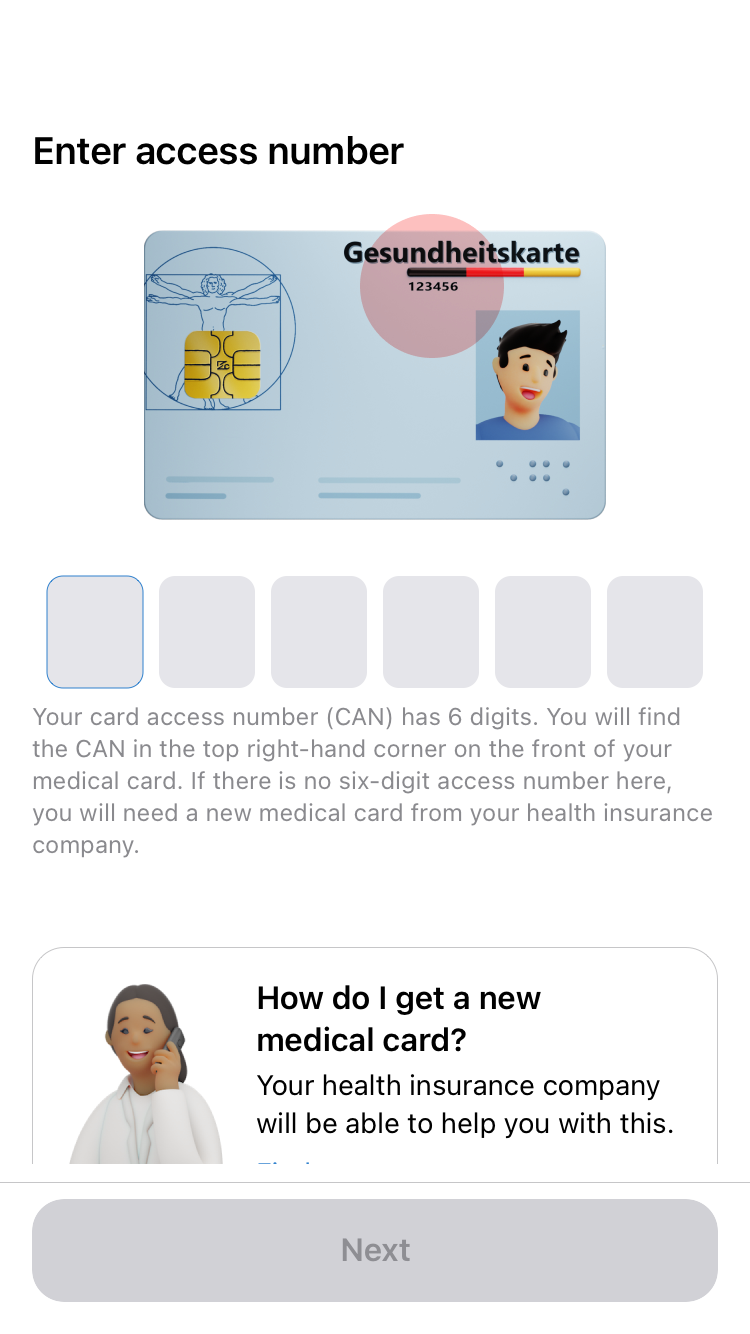 Enter access number
Gesundheitskarte
123456
Your card access number (CAN) has 6 digits. You will find
the CAN in the top right-hand corner on the front of your
medical card. If there is no six-digit access number here,
you will need a new medical card from your health insurance
company.
How do I get a new
medical card?
Your health insurance company
will be able to help you with this.
Next